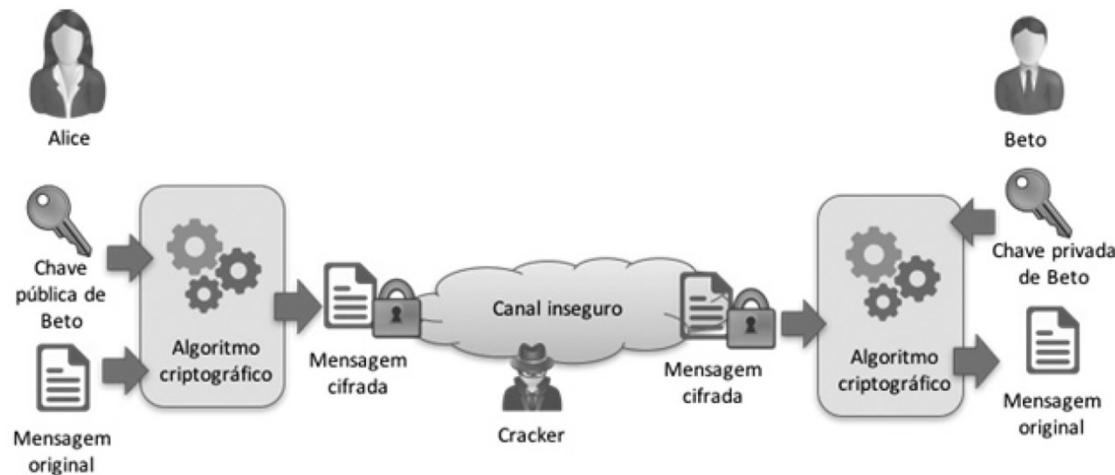 Alice
Beto
Chave
pública de
Beto
Mensagem
original
Algoritmo
criptográfico
Mensagem
cifrada
Canal inseguro
Cracker
Mensagem
cifrada
Algoritmo
criptográfico
Chave privada
de Beto
Mensagem
original